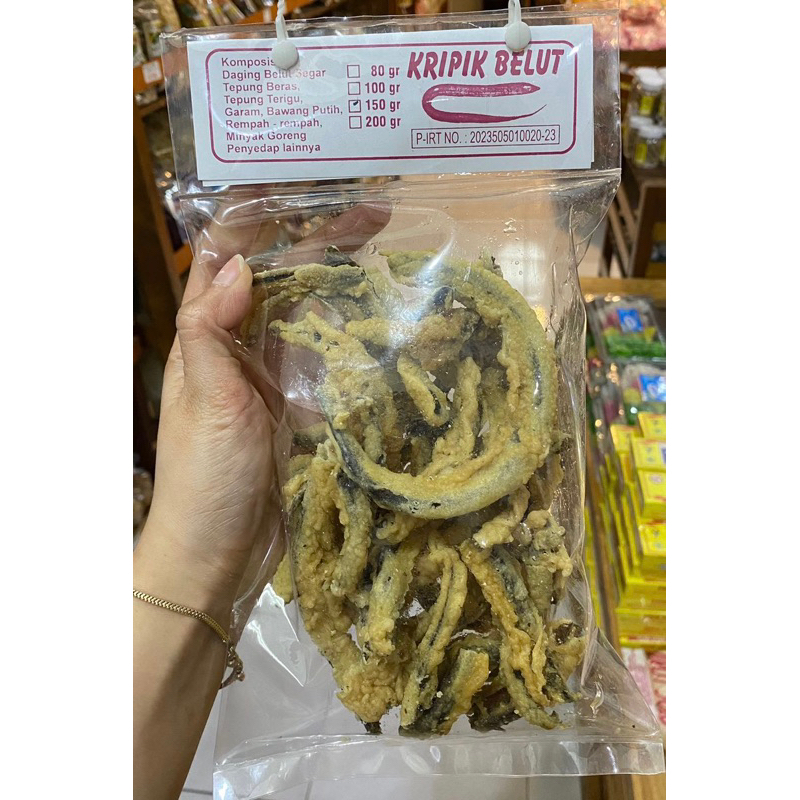 Komposisi
Daging Belut Segar
Tepung Beras,
Tepung Terigu,
Garam, Bawang Putih,
Rempah - rempah,
Minyak Goreng
Penyedap lainnya
80 gr
100 gr
150 gr
200 gr
KRIPIK BELUT
P-IRT NO. : 2023505010020-23